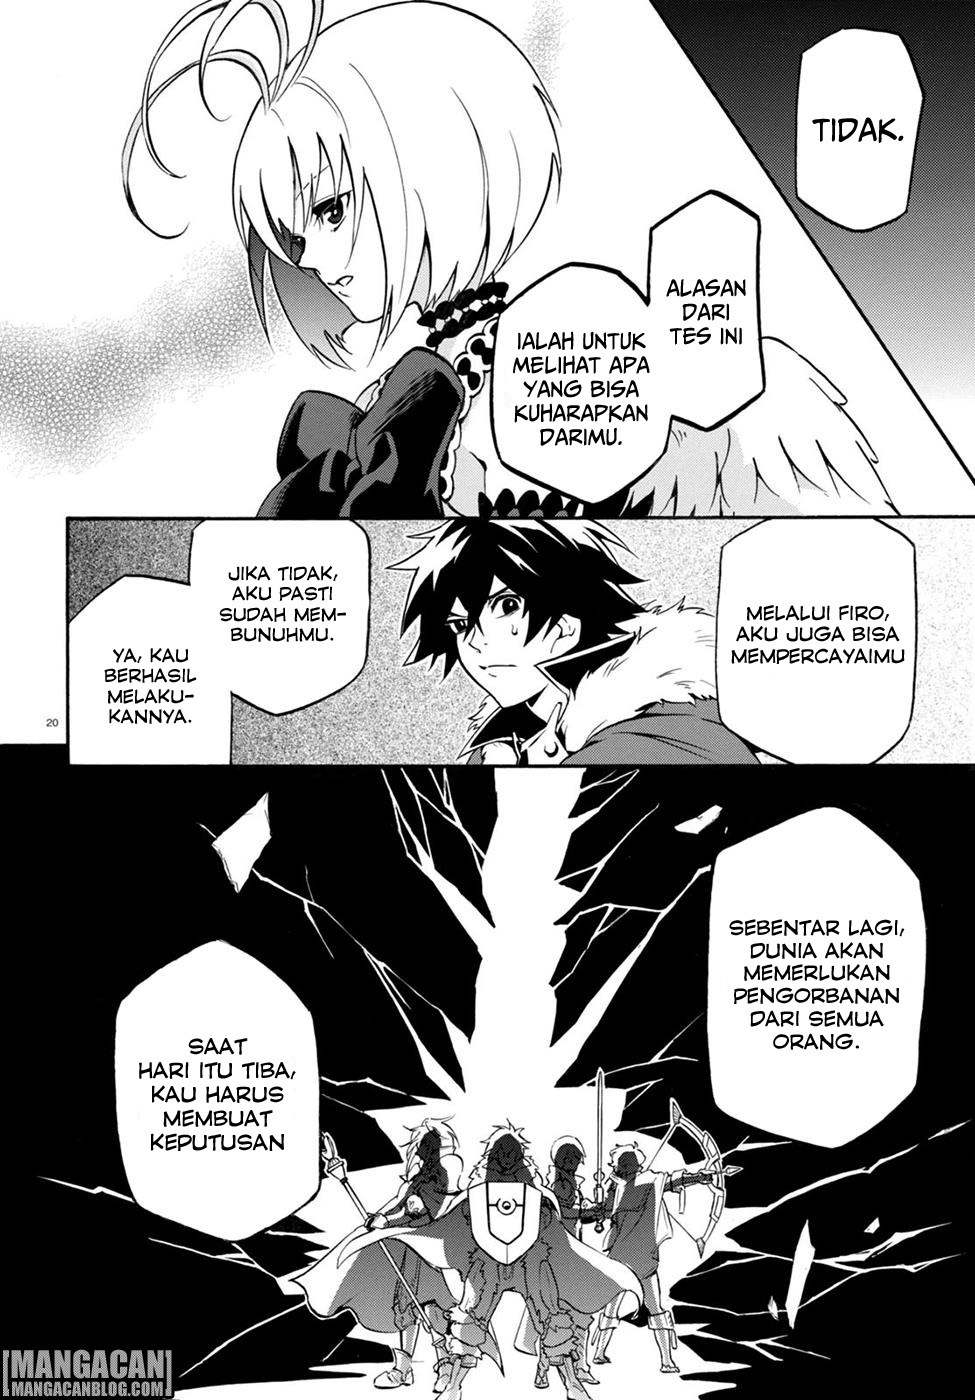 TIDAK.
ALASAN
DARI
TES INI
IALAH UNTUK
MELIHAT APA
YANG BISA
KUHARAPKAN
DARIMU.
MELALUI FIRO,
AKU JUGA BISA
MEMPERCAYAIMU
JIKA TIDAK,
AKU PASTI
SUDAH MEM-
BUNUHMU.
YA, KAU
BERHASIL
MELAKU-
KANNYA.
20
SEBENTAR LAGI,
DUNIA AKAN
MEMERLUKAN
PENGORBANAN
DARI SEMUA
ORANG.
SAAT
HARI ITU TIBA,
KAU HARUS
MEMBUAT
KEPUTUSAN
[MANGACAN]
MANGACANBLOG.COM